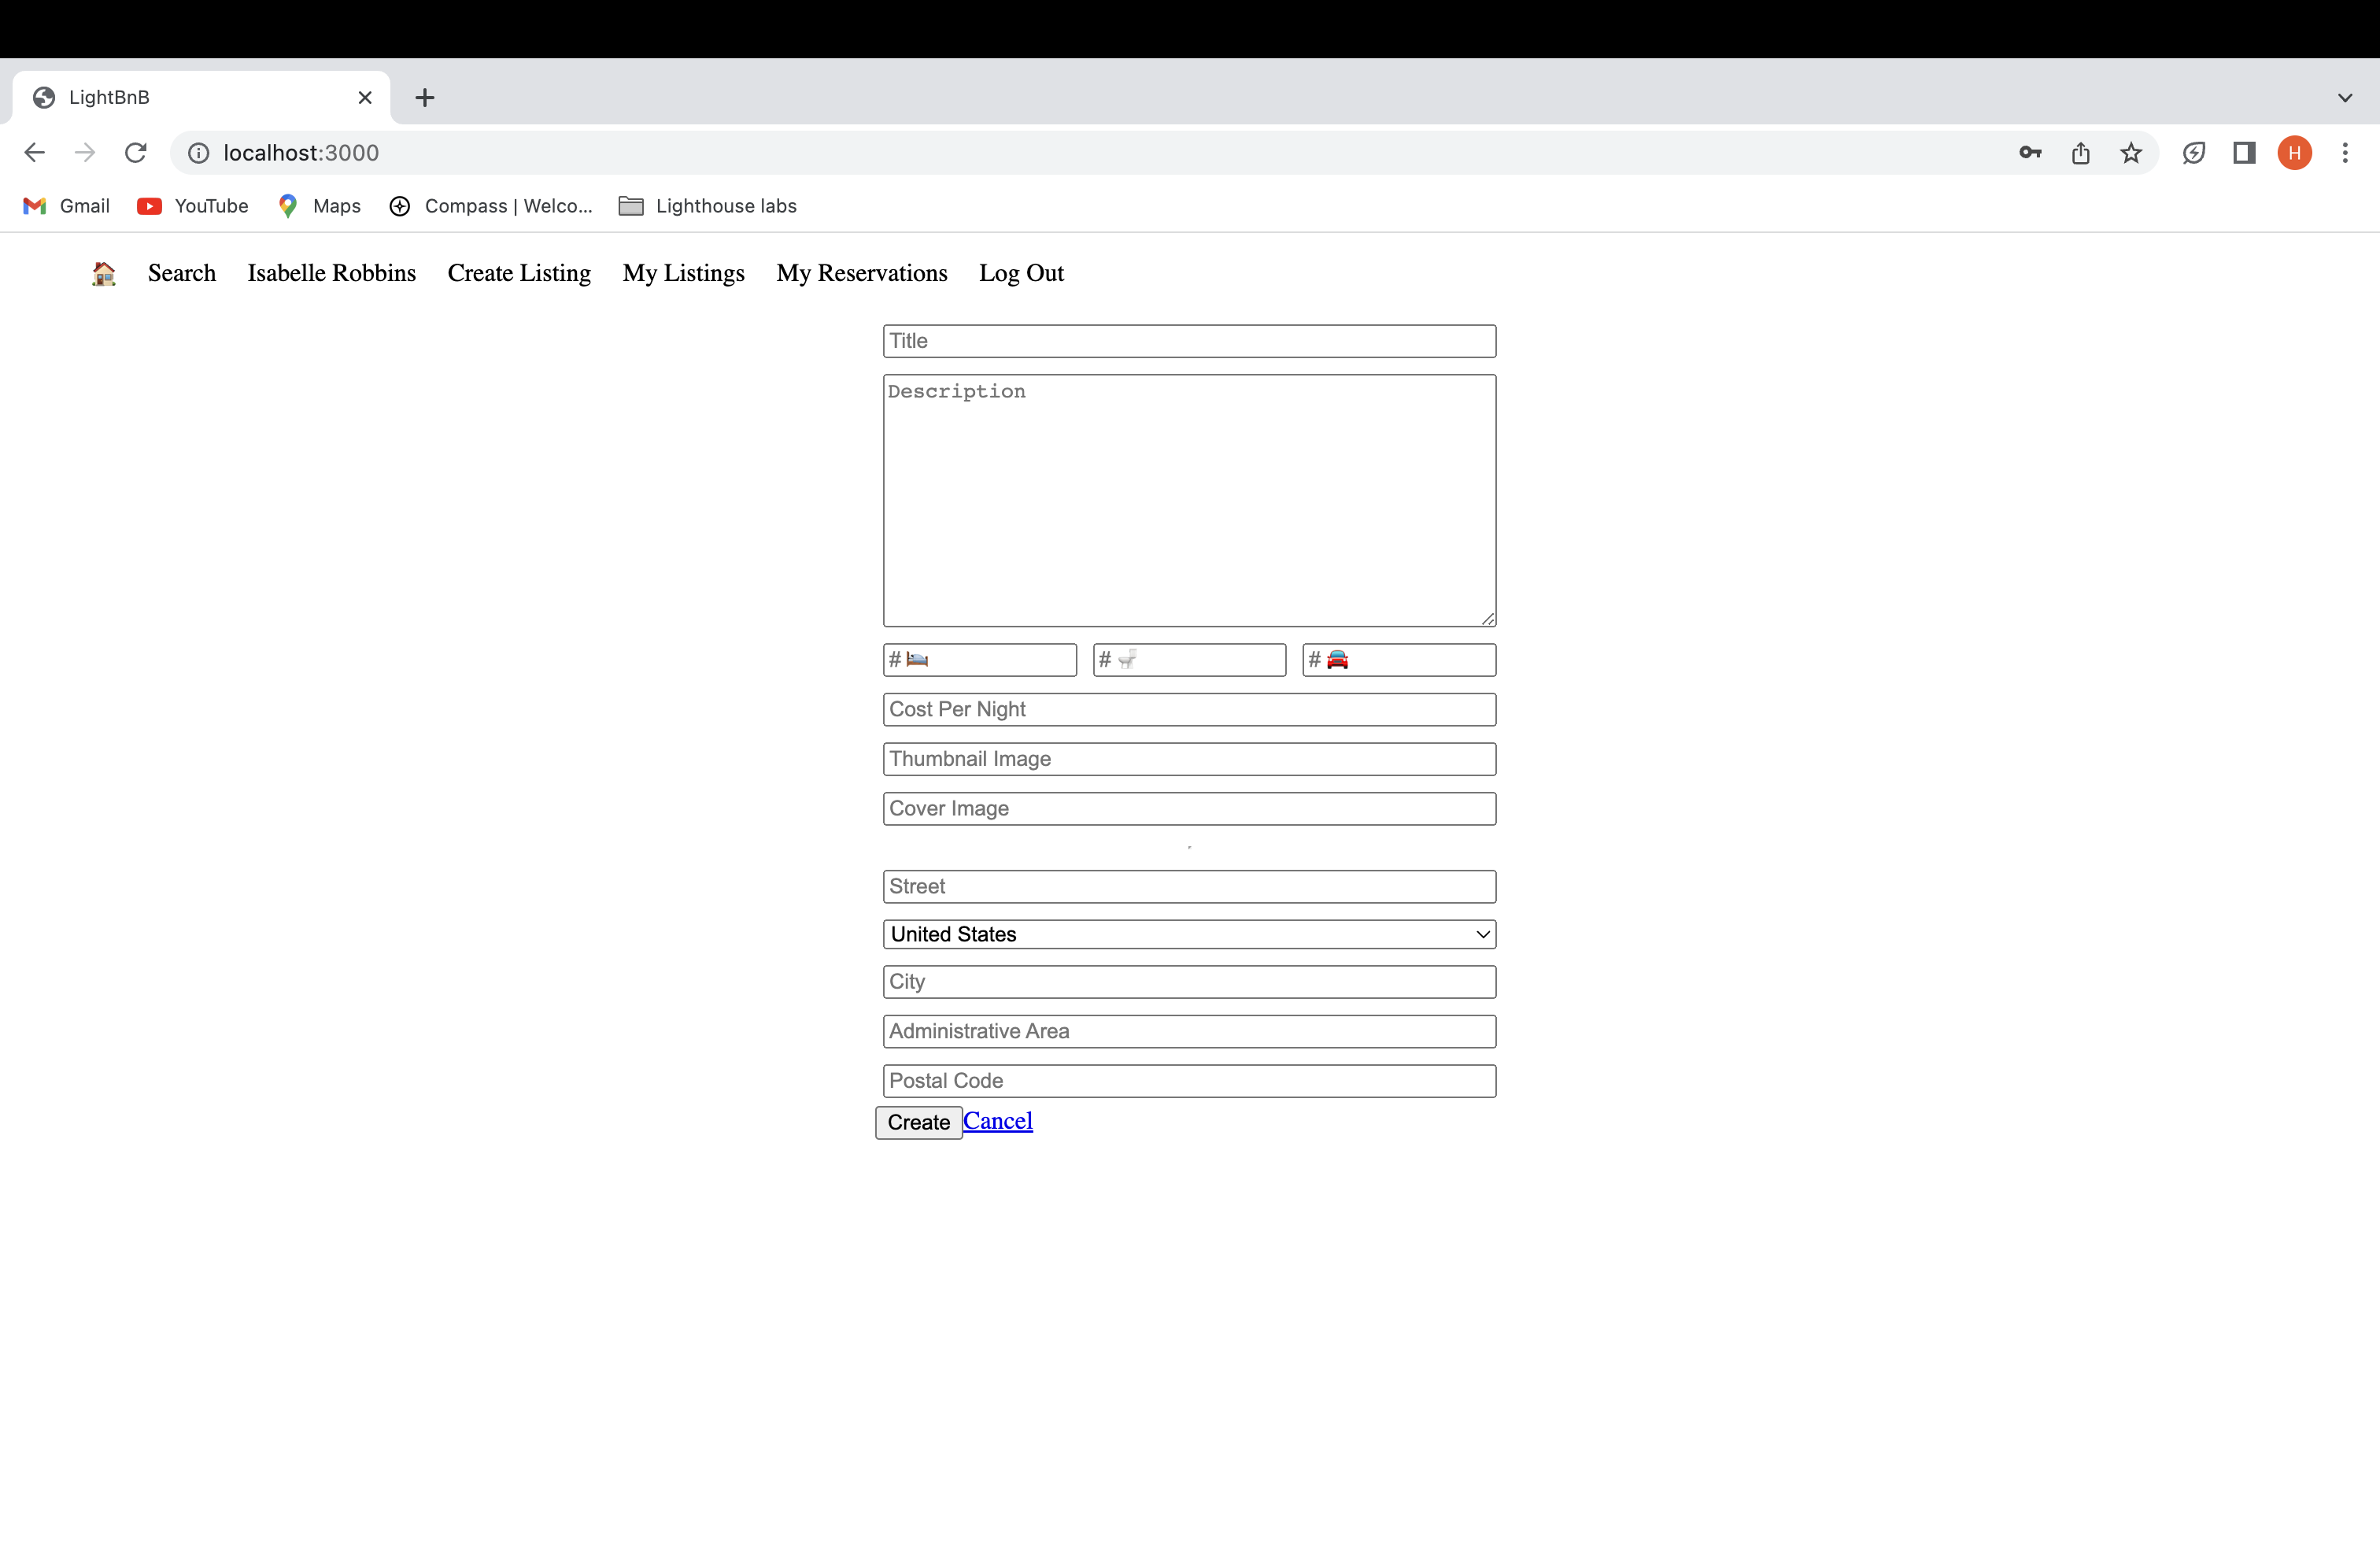 LightBnB
localhost:3000
H
Gmail YouTube Maps Compass | Welco... Lighthouse labs
Search Isabelle Robbins Create Listing My Listings My Reservations Log Out
Title
Description
# # #
Cost Per Night
Thumbnail Image
Cover Image
Street
United States
City
Administrative Area
Postal Code
Create Cancel